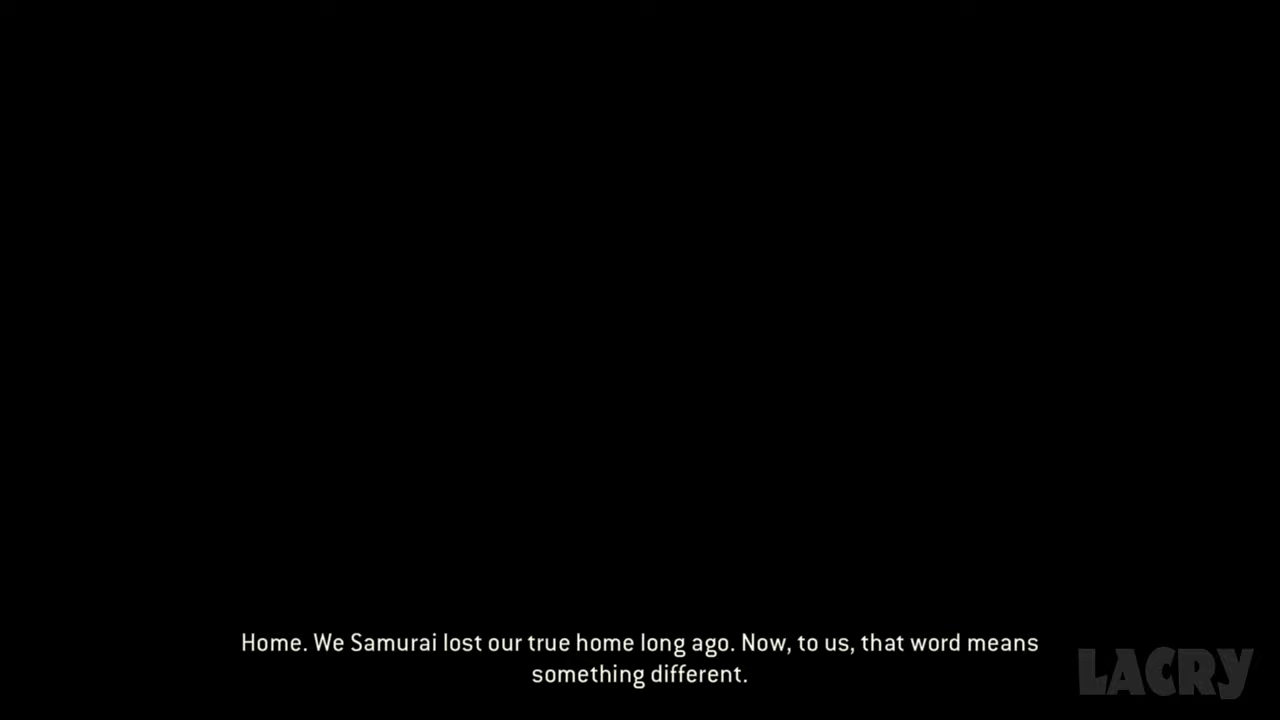 Home. We Samurai lost our true home long ago. Now, to us, that word means
something different.
LACRY